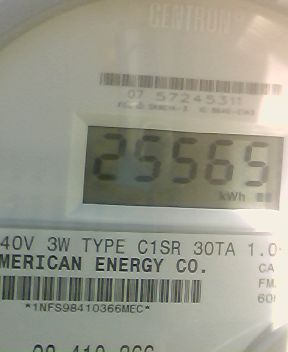 CENTRON
07 57245311
25565
kWh
40V 3W TYPE C1SR 30TA 1.0
MERICAN ENERGY CO.
CA
FM
60
*1NFS98410366MEC*